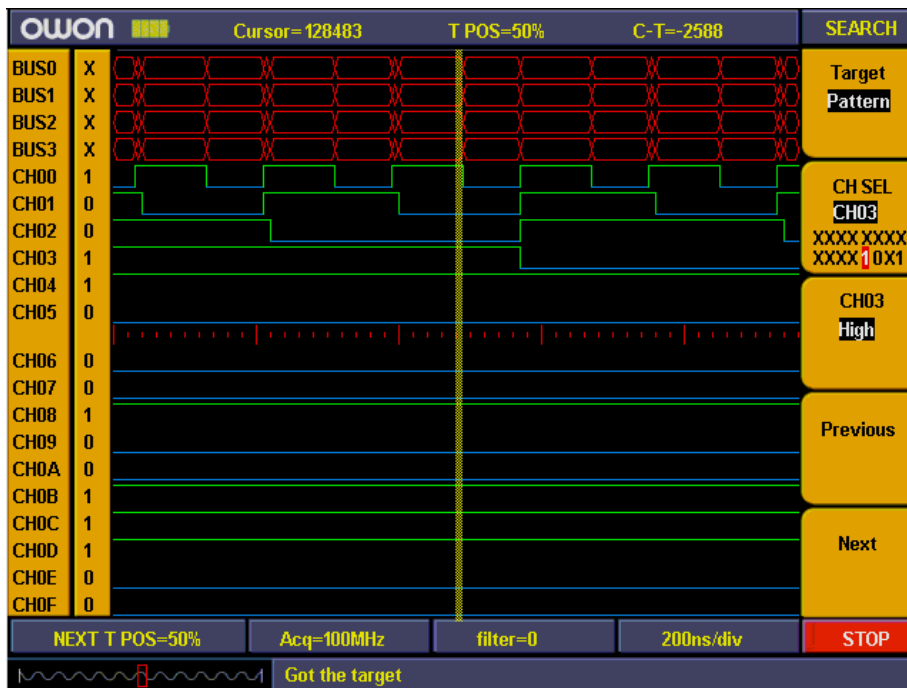 owon Cursor=128483 T POS=50% C-T=-2588 SEARCH
BUS0 X
BUS1 X
BUS2 X
BUS3 X
CH00 1
CH01 0
CH02 0
CH03 1
CH04 1
CH05 0
CH06 0
CH07 0
CH08 1
CH09 0
CH0A 0
CH0B 1
CH0C 1
CH0D 1
CH0E 0
CH0F 0
Target
Pattern
CH SEL
CH03
XXXX XXXX
XXXX 1 0X1
CH03
High
Previous
Next
NEXT T POS=50% Acq=100MHz filter=0 200ns/div STOP
Got the target